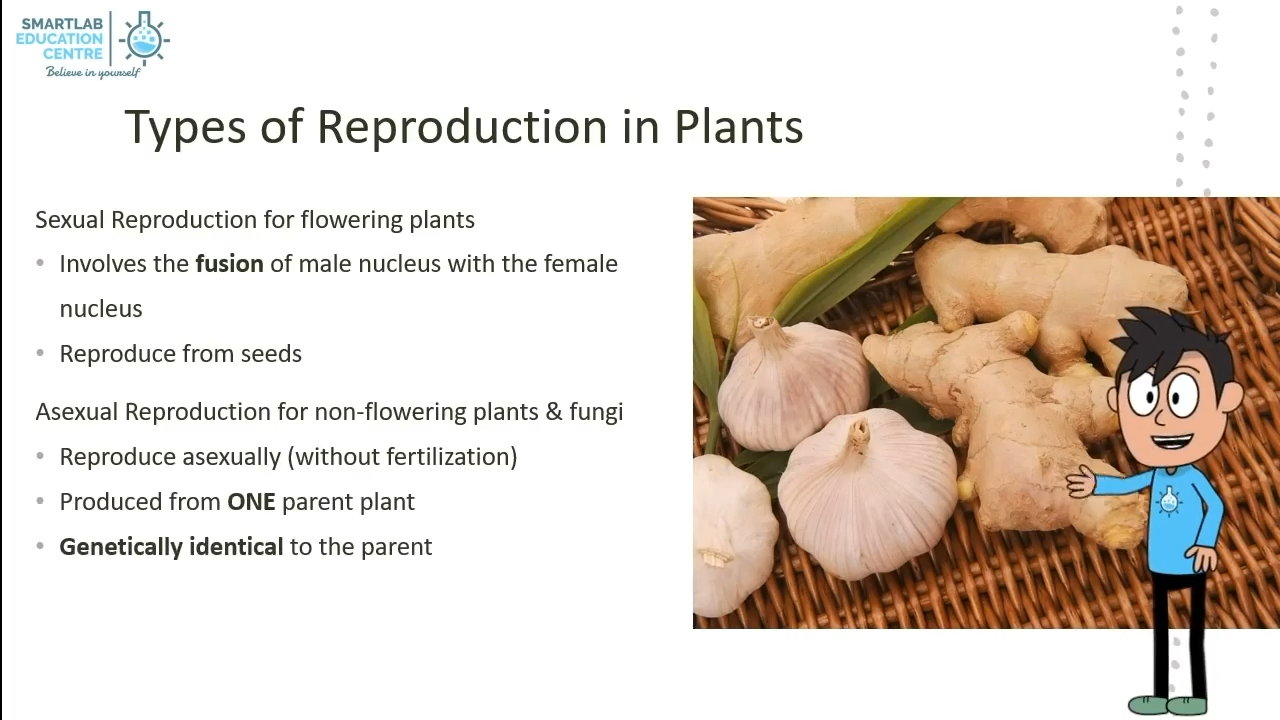 SMARTLAB
EDUCATION
CENTRE
Believe in yourself
Types of Reproduction in Plants
Sexual Reproduction for flowering plants
• Involves the fusion of male nucleus with the female
nucleus
• Reproduce from seeds
Asexual Reproduction for non-flowering plants & fungi
• Reproduce asexually (without fertilization)
• Produced from ONE parent plant
• Genetically identical to the parent